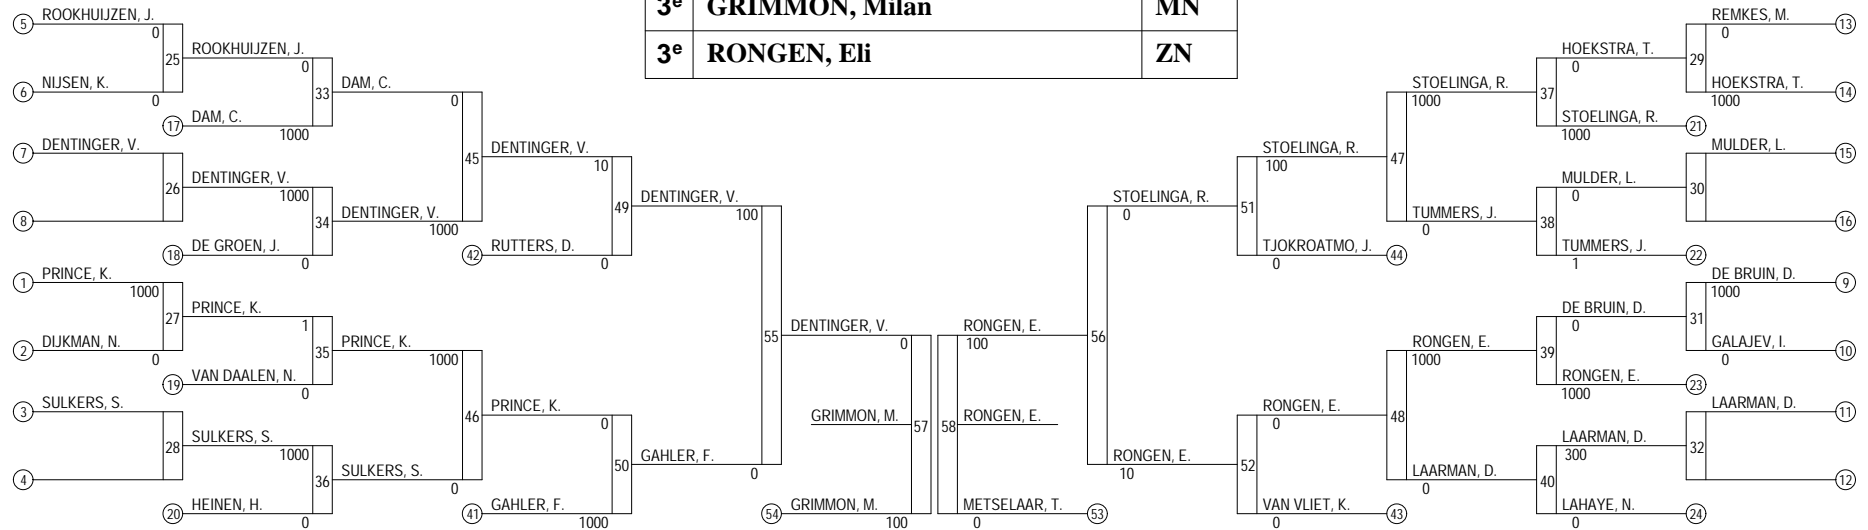 3e GRIMMON, Milan MN
3e RONGEN, Eli ZN
5 ROOKHUIJZEN, J.
0
25 ROOKHUIJZEN, J.
0
6 NIJSEN, K.
0
33 DAM, C.
0
17 DAM, C.
1000
7 DENTINGER, V.
26 DENTINGER, V.
1000
8
34 DENTINGER, V.
1000
18 DE GROEN, J.
0
45 DENTINGER, V.
10
42 RUTTERS, D.
0
49 DENTINGER, V.
100
1 PRINCE, K.
1000
27 PRINCE, K.
1
2 DIJKMAN, N.
0
35 PRINCE, K.
1000
19 VAN DAALEN, N.
0
3 SULKERS, S.
28 SULKERS, S.
1000
4
36 SULKERS, S.
0
20 HEINEN, H.
0
46 PRINCE, K.
0
41 GAHLER, F.
1000
50 GAHLER, F.
0
55 DENTINGER, V.
0
GRIMMON, M. 57
54 GRIMMON, M.
100
RONGEN, E.
100
58 RONGEN, E.
METSELAAR, T. 53
0
56
STOELINGA, R. 51
0
STOELINGA, R. 47
100
TJOKROATMO, J. 44
0
STOELINGA, R. 37
1000
HOEKSTRA, T. 29
0
REMKES, M. 13
0
HOEKSTRA, T. 14
1000
STOELINGA, R. 21
1000
TUMMERS, J. 38
0
MULDER, L. 30
0
MULDER, L. 15
16
TUMMERS, J. 22
1
RONGEN, E. 52
10
RONGEN, E. 48
0
VAN VLIET, K. 43
0
RONGEN, E. 39
1000
DE BRUIN, D. 31
0
DE BRUIN, D. 9
1000
GALAJEV, I. 10
0
RONGEN, E. 23
1000
LAARMAN, D. 40
0
LAARMAN, D. 32
300
LAARMAN, D. 11
12
LAHAYE, N. 24
0